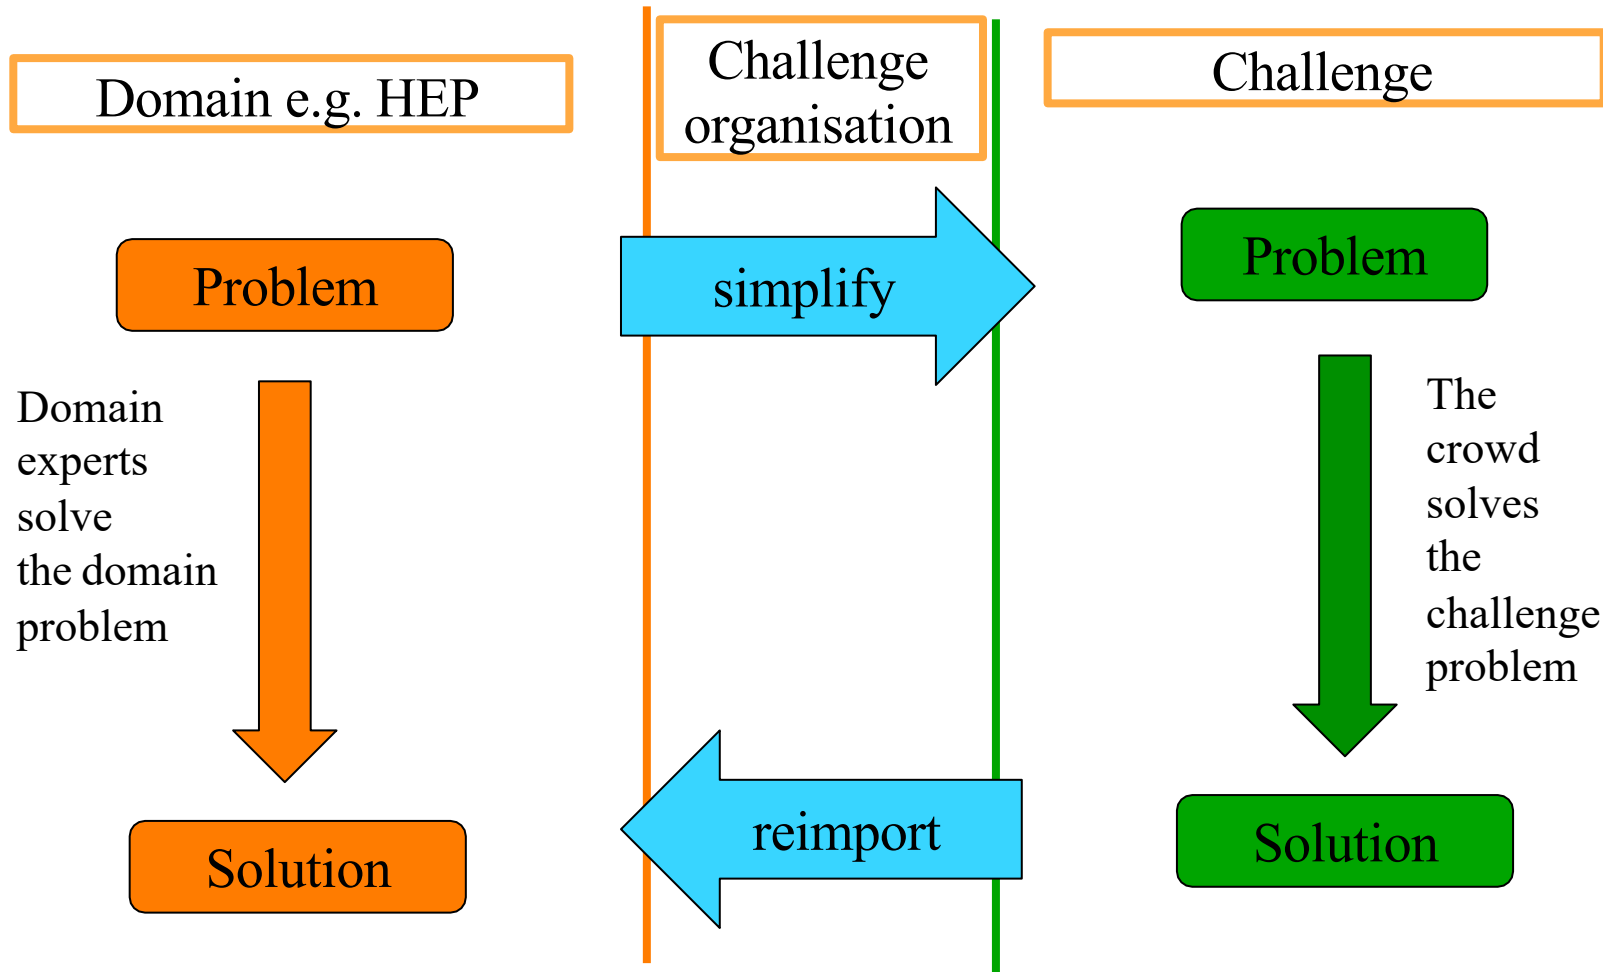 Domain e.g. HEP
Challenge
organisation
Challenge
Problem
simplify
Problem
Domain
experts
solve
the domain
problem
The
crowd
solves
the
challenge
problem
reimport
Solution
Solution